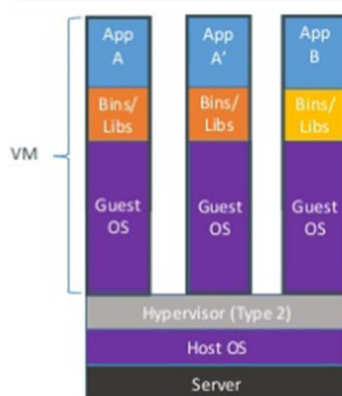 App
A
App
A'
App
B
Bins/
Libs
Bins/
Libs
Bins/
Libs
VM
Guest
OS
Guest
OS
Guest
OS
Hypervisor (Type 2)
Host OS
Server